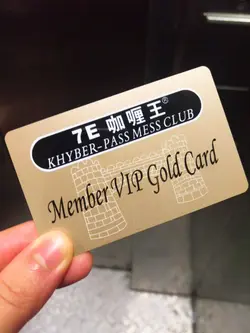 7E 咖喱王®
KHYBER-PASS MESS CLUB
Member VIP Gold Card